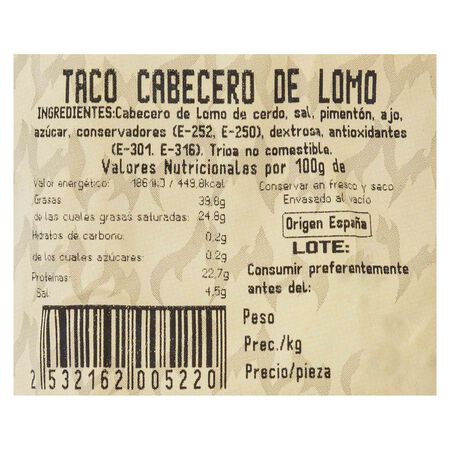 TACO CABECERO DE LOMO
INGREDIENTES:Cabecero de Lomo de cerdo, sal, pimentón, ajo,
azúcar, conservadores (E-252, E-250), dextrosa, antioxidantes
(E-301, E-316). Tripa no comestible.
Valores Nutricionales por 100g de
Valor energético: 1861KJ / 449,8kcal
Grasas 39,8g
de las cuales grasas saturadas: 24,8g
Hidratos de carbono: 0,2g
de los cuales azúcares: 0,2g
Proteínas: 22,7g
Sal 4,5g
Conservar en fresco y seco
Envasado al vacío
Origen España
LOTE:
Consumir preferentemente
antes del:
Peso
Prec./kg
Precio/pieza
2 532162 005220